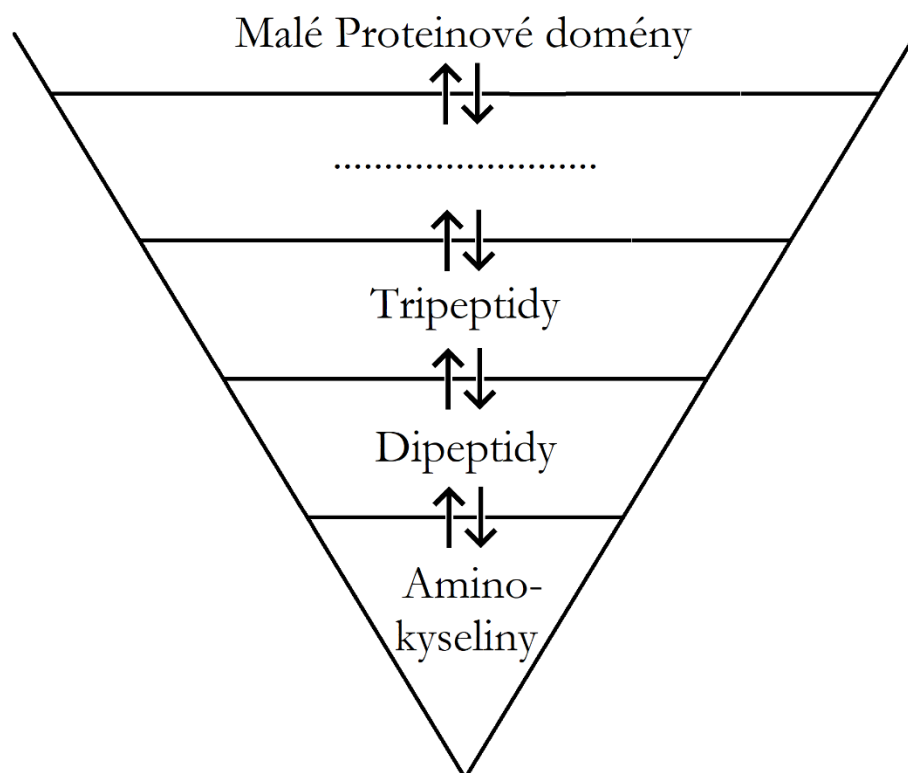 Malé Proteinové domény
..........................
Tripeptidy
Dipeptidy
Amino-
kyseliny